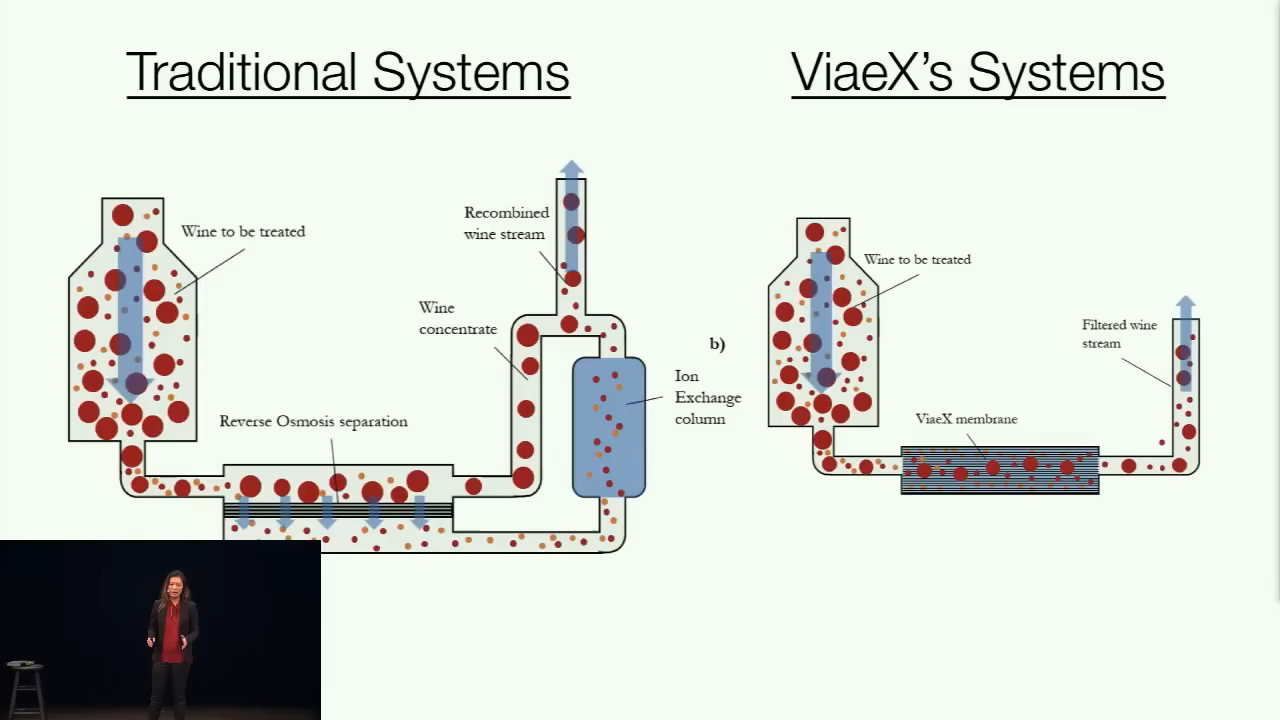 Traditional Systems
Wine to be treated
Recombined
wine stream
Wine
concentrate
Ion
Exchange
column
Reverse Osmosis separation
ViaeX's Systems
b)
Wine to be treated
Filtered wine
stream
ViaeX membrane